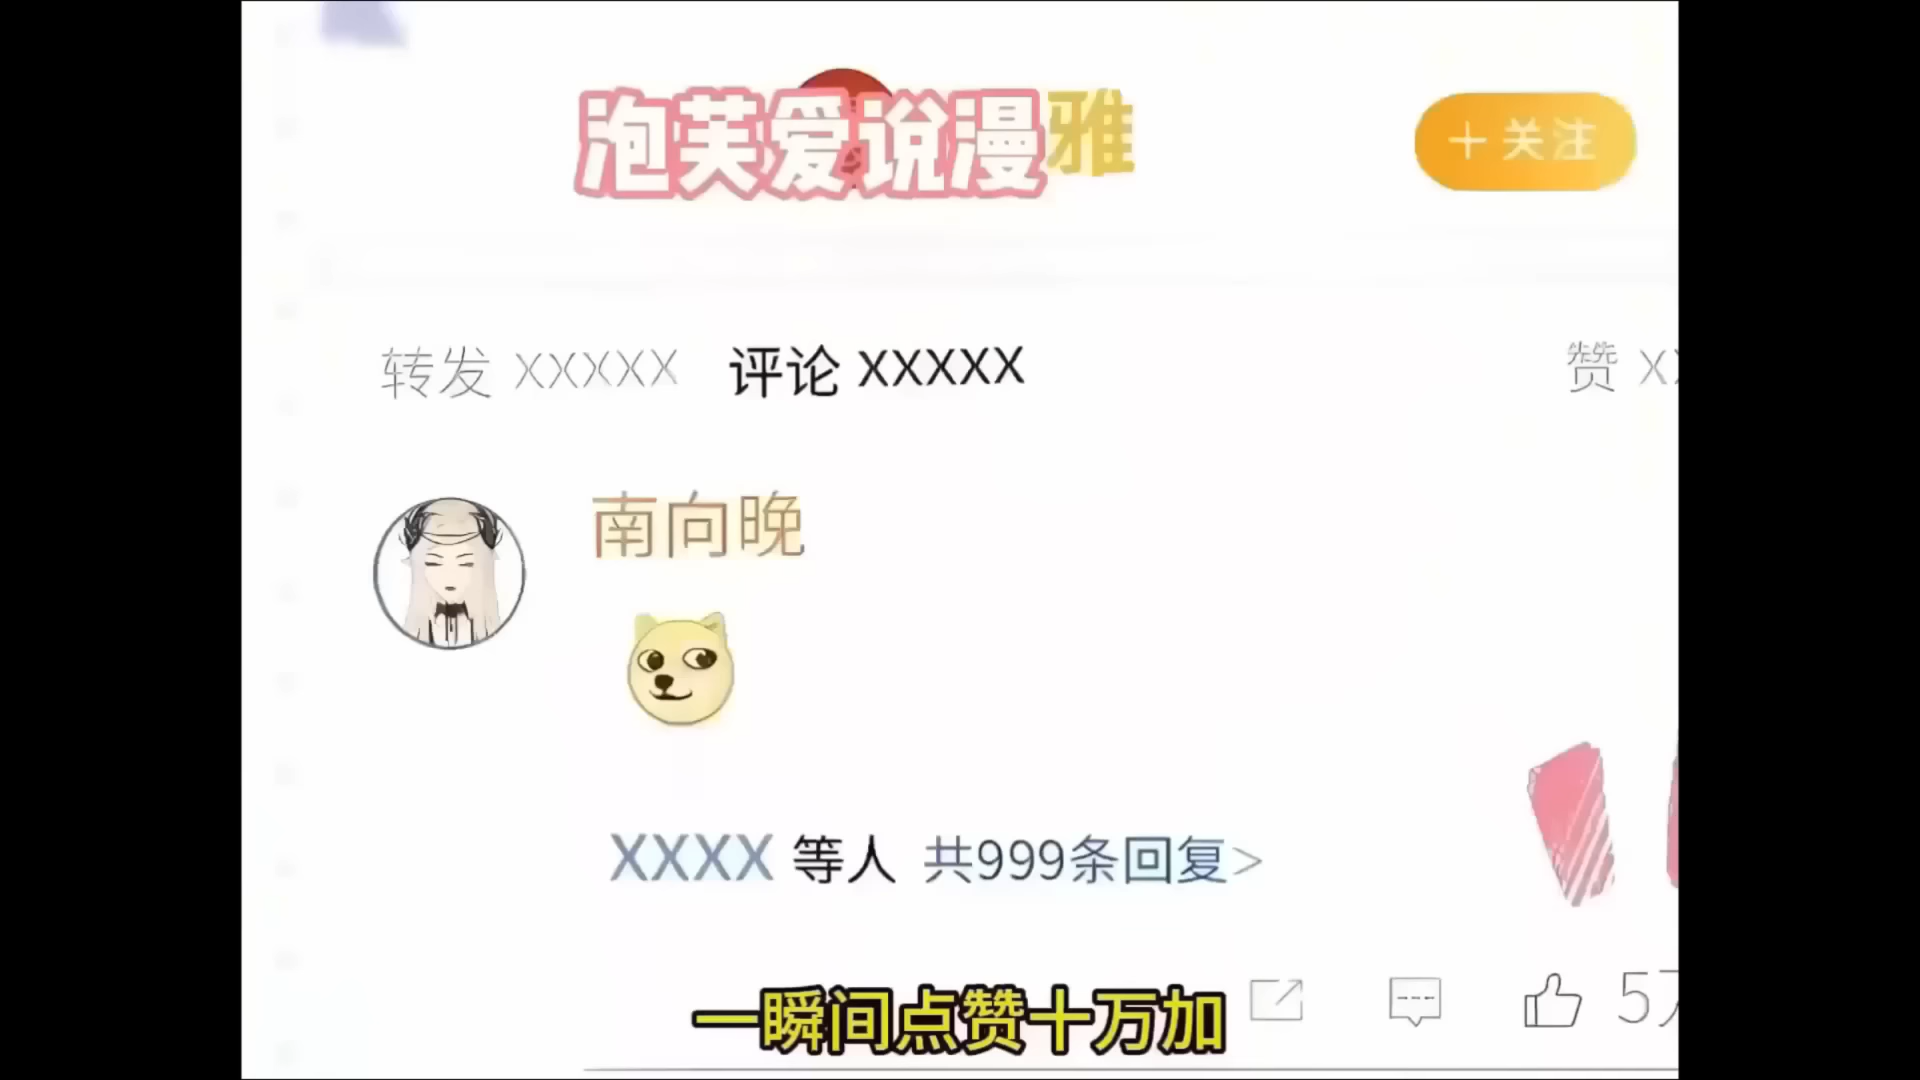 泡芙爱说漫雅
+关注
转发 XXXXX 评论 XXXXX
赞
南向晚
XXXX 等人 共999条回复>
一瞬间点赞十万加